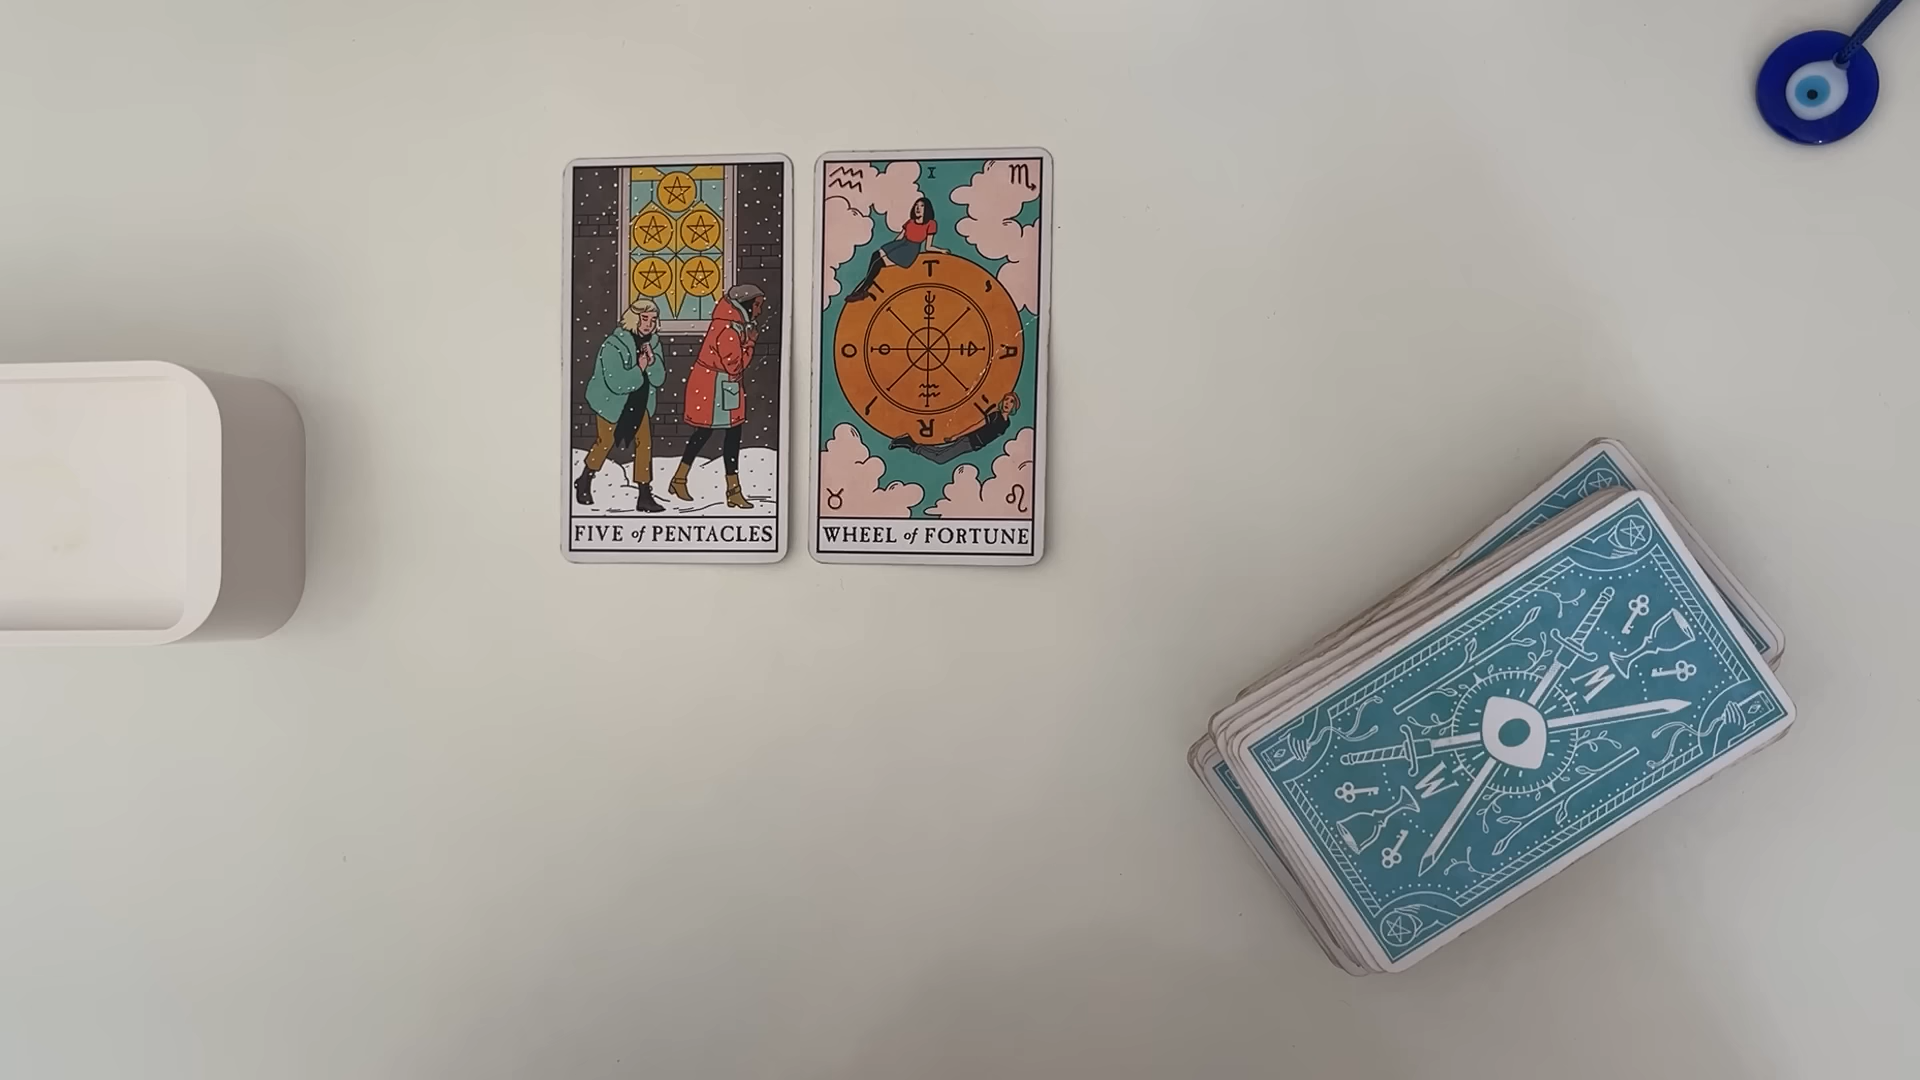 FIVE of PENTACLES
I
T
A
R
O
WHEEL of FORTUNE
W
W